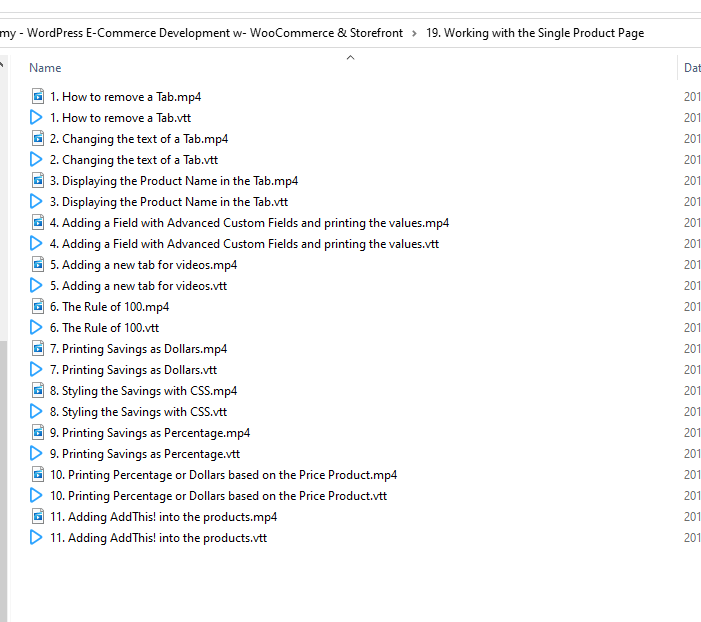 my - WordPress E-Commerce Development w- WooCommerce & Storefront > 19. Working with the Single Product Page
Name Dat
1. How to remove a Tab.mp4 201
1. How to remove a Tab.vtt 201
2. Changing the text of a Tab.mp4 201
2. Changing the text of a Tab.vtt 201
3. Displaying the Product Name in the Tab.mp4 201
3. Displaying the Product Name in the Tab.vtt 201
4. Adding a Field with Advanced Custom Fields and printing the values.mp4 201
4. Adding a Field with Advanced Custom Fields and printing the values.vtt 201
5. Adding a new tab for videos.mp4 201
5. Adding a new tab for videos.vtt 201
6. The Rule of 100.mp4 201
6. The Rule of 100.vtt 201
7. Printing Savings as Dollars.mp4 201
7. Printing Savings as Dollars.vtt 201
8. Styling the Savings with CSS.mp4 201
8. Styling the Savings with CSS.vtt 201
9. Printing Savings as Percentage.mp4 201
9. Printing Savings as Percentage.vtt 201
10. Printing Percentage or Dollars based on the Price Product.mp4 201
10. Printing Percentage or Dollars based on the Price Product.vtt 201
11. Adding AddThis! into the products.mp4 201
11. Adding AddThis! into the products.vtt 201